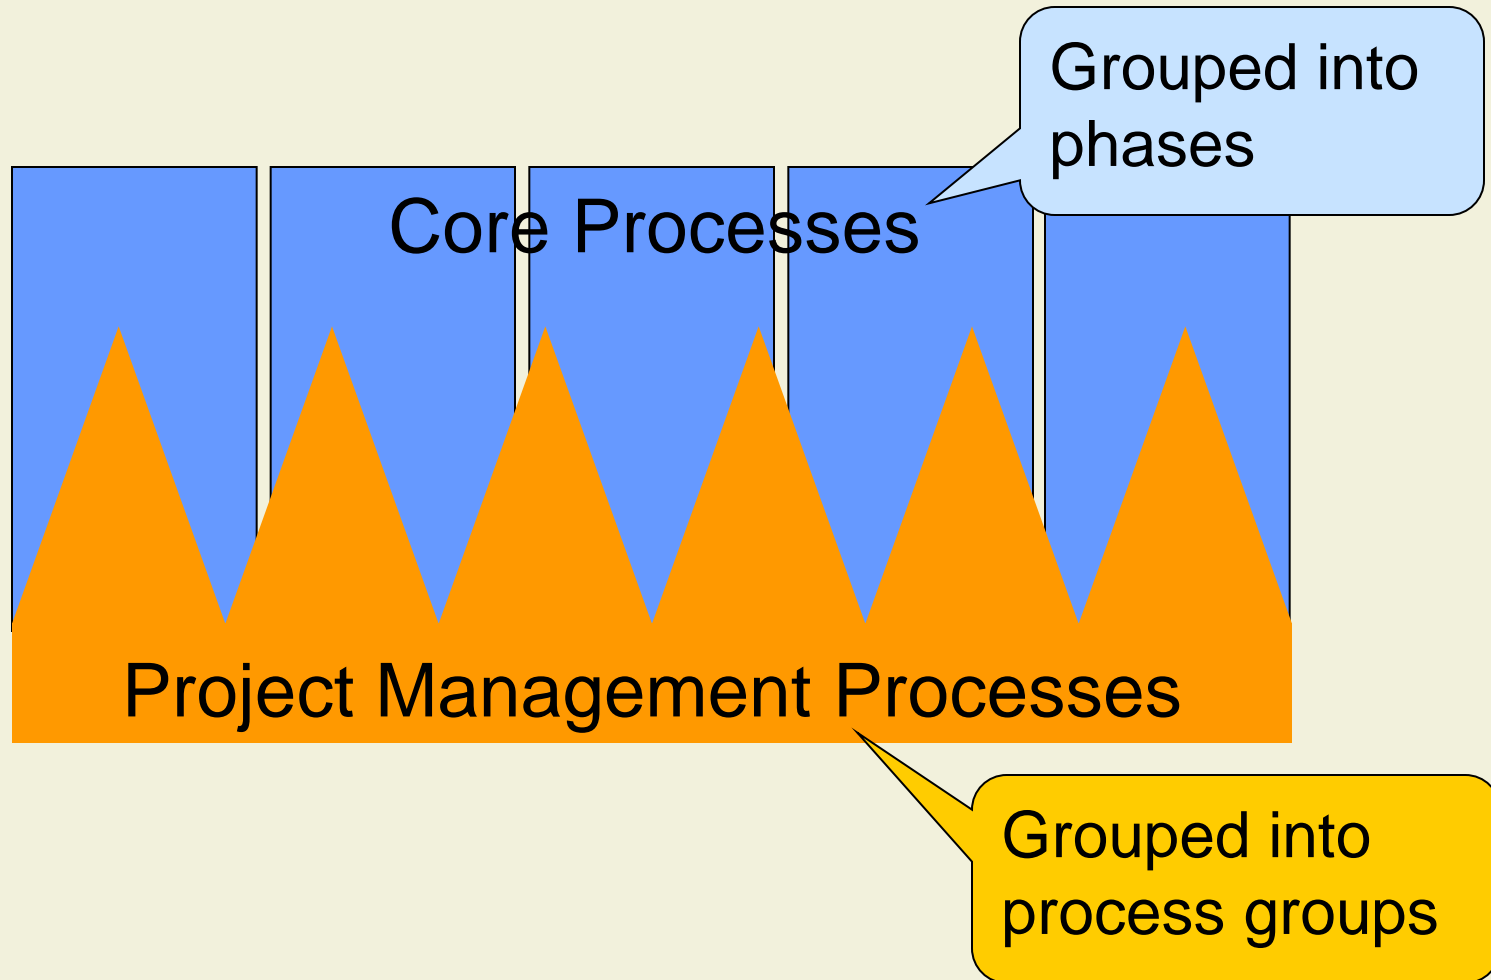 Grouped into
phases
Core Processes
Project Management Processes
Grouped into
process groups